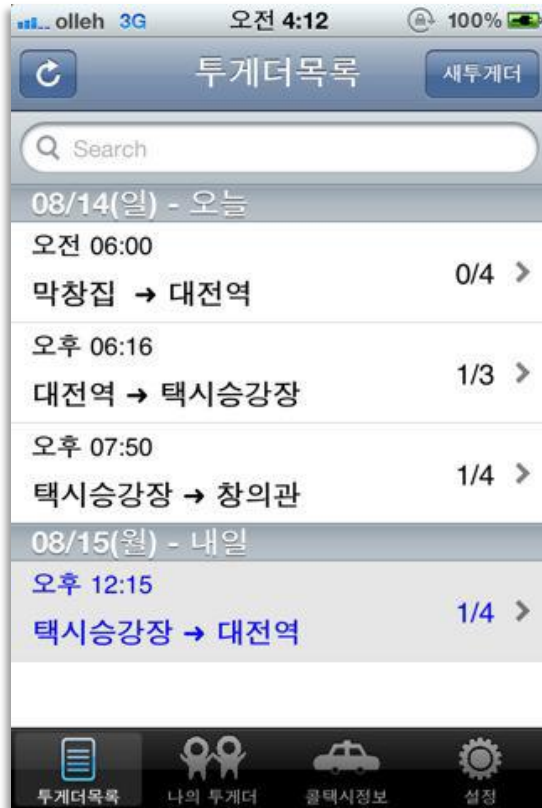 olleh 3G 오전 4:12 100%
투게더목록
새투게더
Search
08/14(일) - 오늘
오전 06:00
막창집 → 대전역
0/4
오후 06:16
대전역 → 택시승강장
1/3
오후 07:50
택시승강장 → 창의관
1/4
08/15(월) - 내일
오후 12:15
택시승강장 → 대전역
1/4
투게더목록 나의 투게더 콜택시정보 설정